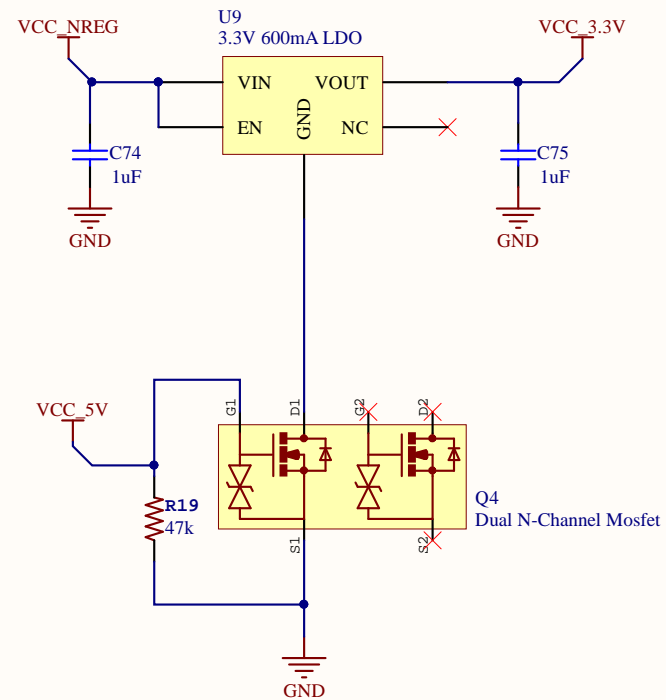 U9
3.3V 600mA LDO
VCC_NREG
VCC_3.3V
VIN
VOUT
EN
GND
NC
C74
1uF
C75
1uF
GND
GND
VCC_5V
G1
D1
G2
D2
R19
47k
Q4
Dual N-Channel Mosfet
S1
S2
GND